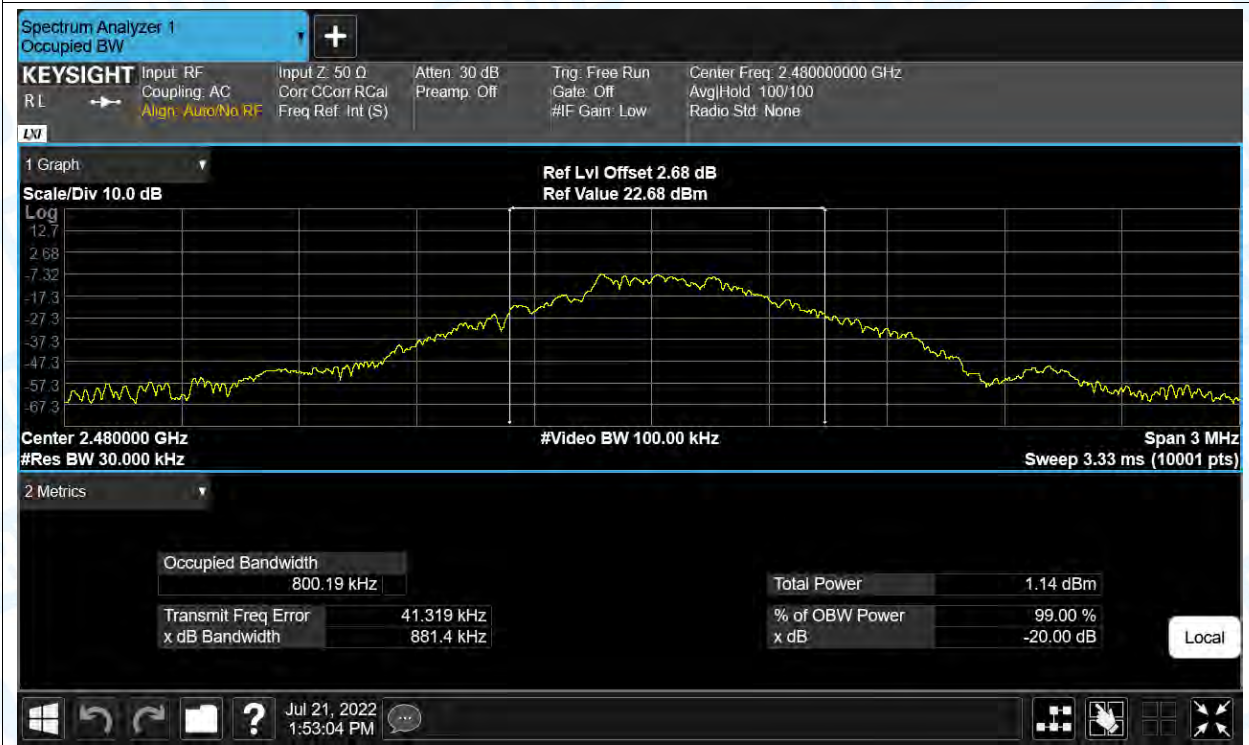 Spectrum Analyzer 1
Occupied BW
+
KEYSIGHT Input: RF Input Z: 50 Ω Atten: 30 dB Trig: Free Run Center Freq: 2.480000000 GHz
R L Coupling: AC Corr CCorr RCal Preamp: Off Gate: Off Avg|Hold: 100/100
Align: Auto/No RF Freq Ref: Int (S) #IF Gain: Low Radio Std: None
LXI
1 Graph
Ref Lvl Offset 2.68 dB
Scale/Div 10.0 dB Ref Value 22.68 dBm
Log
12.7
2.68
-7.32
-17.3
-27.3
-37.3
-47.3
-57.3
-67.3
Center 2.480000 GHz #Video BW 100.00 kHz Span 3 MHz
#Res BW 30.000 kHz Sweep 3.33 ms (10001 pts)
2 Metrics
Occupied Bandwidth
800.19 kHz Total Power 1.14 dBm
Transmit Freq Error 41.319 kHz % of OBW Power 99.00 %
x dB Bandwidth 881.4 kHz x dB -20.00 dB
Local
? Jul 21, 2022
1:53:04 PM